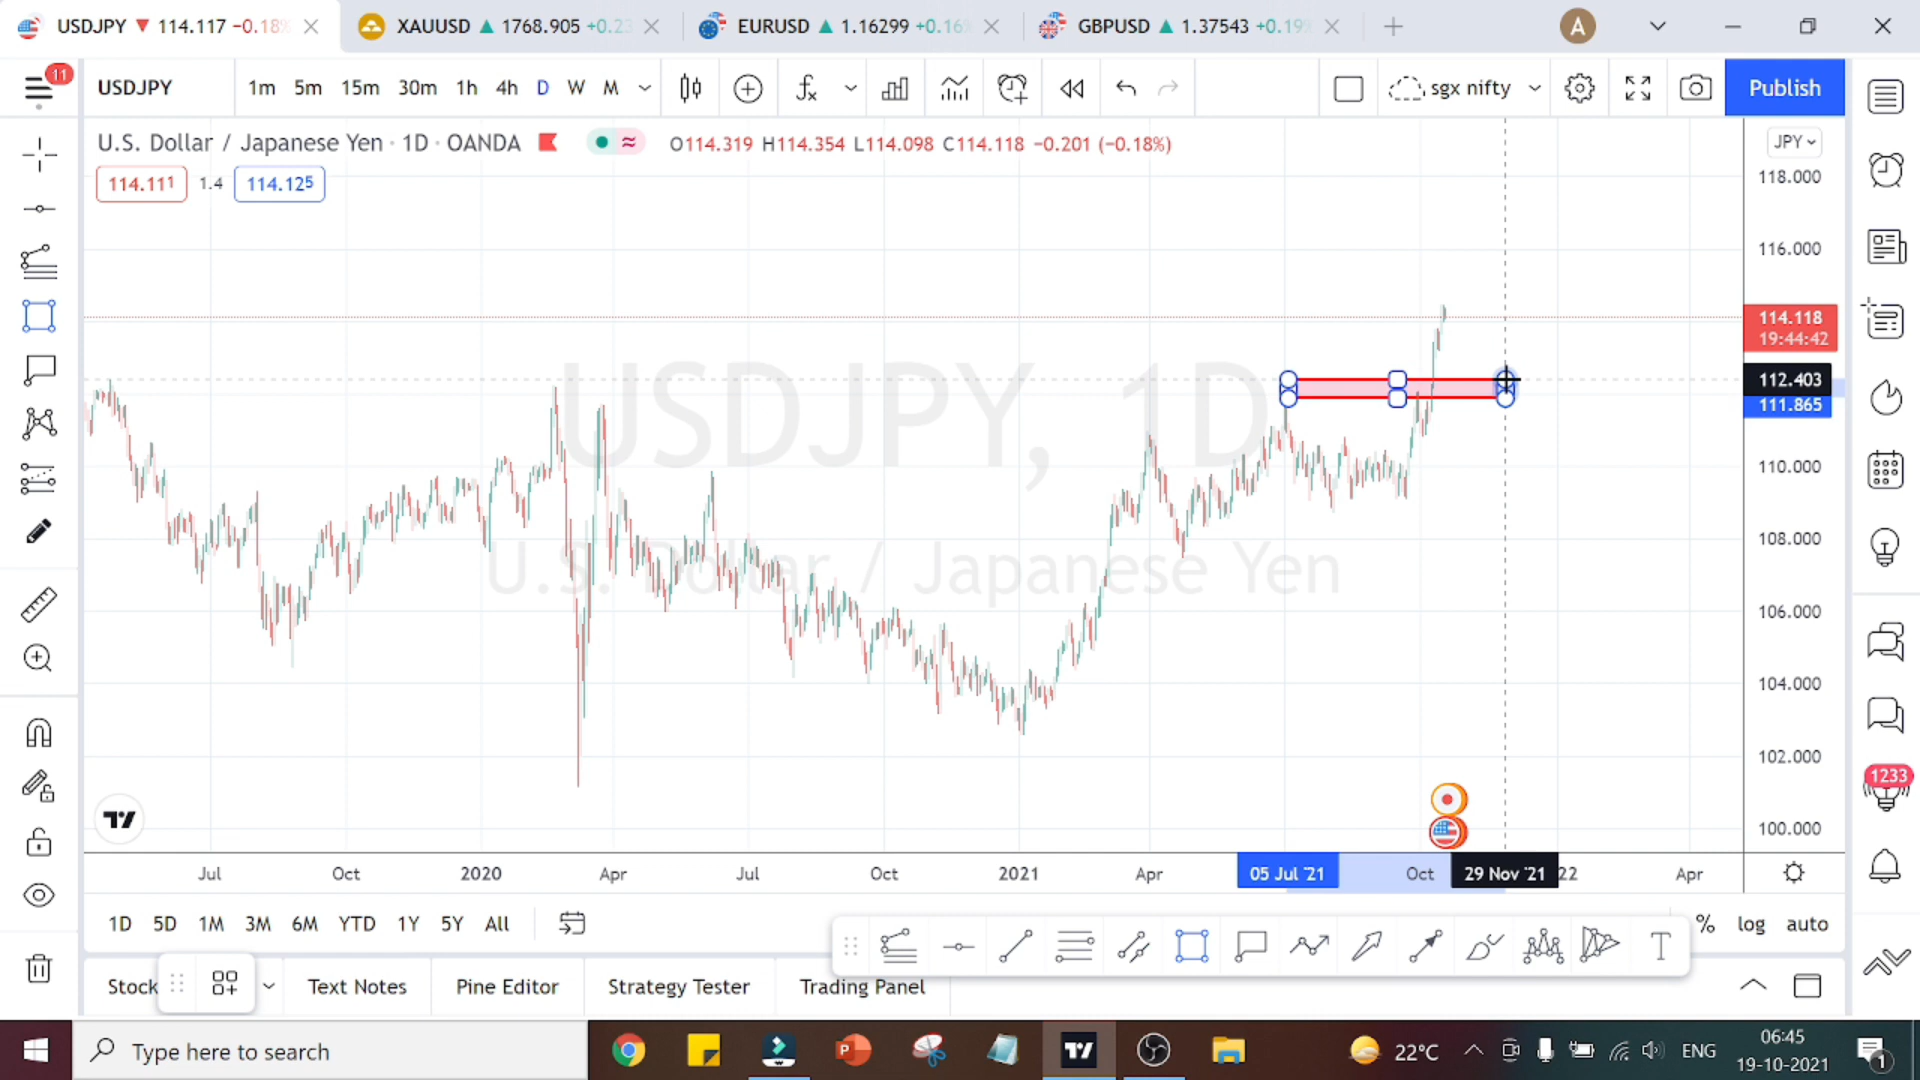 USDJPY ▼ 114.117 −0.18%
XAUUSD ▲ 1768.905 +0.23
EURUSD ▲ 1.16299 +0.16%
GBPUSD ▲ 1.37543 +0.19%
A
11
USDJPY 1m 5m 15m 30m 1h 4h D W M
sgx nifty
Publish
U.S. Dollar / Japanese Yen · 1D · OANDA
O114.319 H114.354 L114.098 C114.118 −0.201 (−0.18%)
JPY
114.111 1.4 114.125
118.000
116.000
114.118
19:44:42
112.403
111.865
110.000
108.000
106.000
104.000
102.000
100.000
USDJPY, 1D
U.S. Dollar / Japanese Yen
1233
Jul Oct 2020 Apr Jul Oct 2021 Apr 05 Jul '21 Oct 29 Nov '21 22 Apr
1D 5D 1M 3M 6M YTD 1Y 5Y All
% log auto
Stock Text Notes Pine Editor Strategy Tester Trading Panel
Type here to search
22°C
ENG
06:45
19-10-2021
1